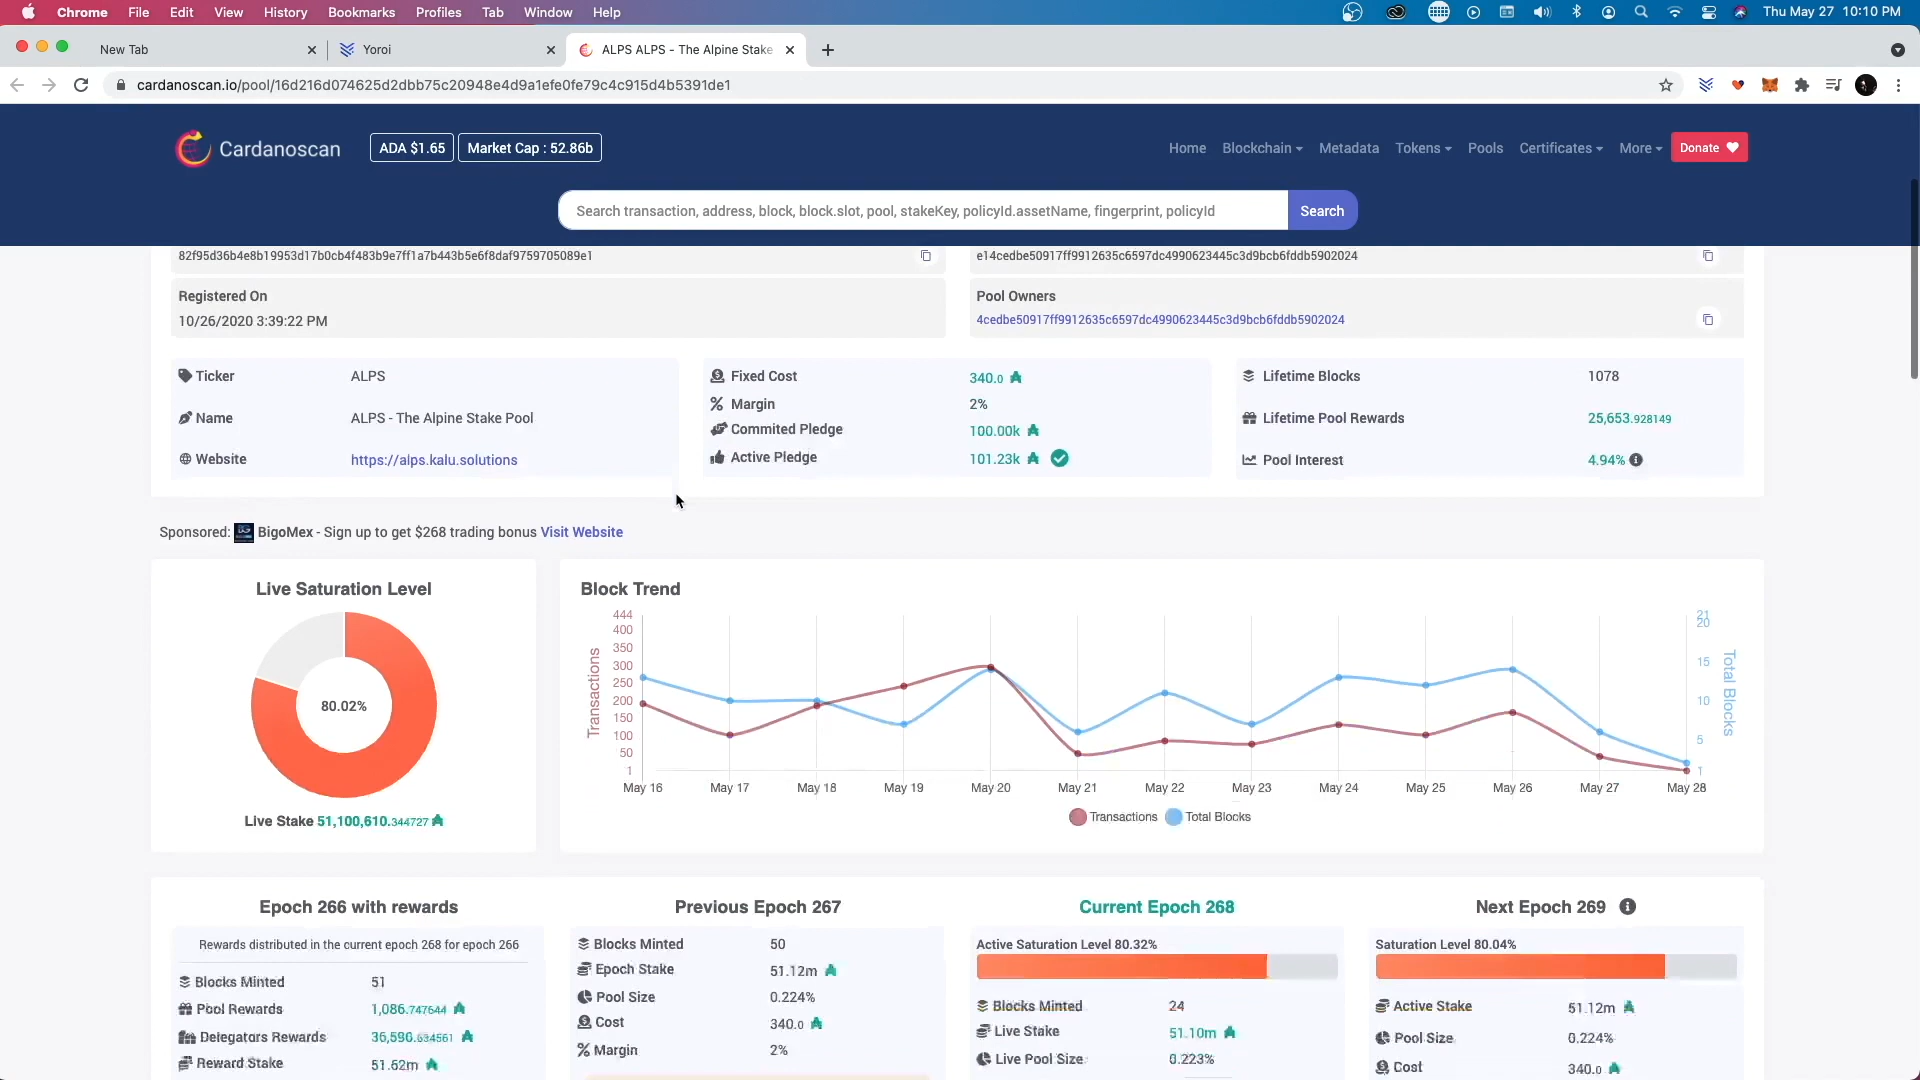 Chrome File Edit View History Bookmarks Profiles Tab Window Help Thu May 27 10:10 PM
New Tab Yoroi ALPS ALPS - The Alpine Stake
cardanoscan.io/pool/16d216d074625d2dbb75c20948e4d9a1efe0fe79c4c915d4b5391de1
Cardanoscan ADA $1.65 Market Cap : 52.86b Home Blockchain Metadata Tokens Pools Certificates More Donate
Search transaction, address, block, block.slot, pool, stakeKey, policyId.assetName, fingerprint, policyId Search
82f95d36b4e8b19953d17b0cb4f483b9e7ff1a7b443b5e6f8daf9759705089e1 e14cedbe50917ff9912635c6597dc4990623445c3d9bcb6fddb5902024
Registered On Pool Owners
10/26/2020 3:39:22 PM 4cedbe50917ff9912635c6597dc4990623445c3d9bcb6fddb5902024
Ticker ALPS Fixed Cost 340.0 Lifetime Blocks 1078
Margin 2%
Name ALPS - The Alpine Stake Pool Commited Pledge 100.00k Lifetime Pool Rewards 25,653.928149
Website https://alps.kalu.solutions Active Pledge 101.23k Pool Interest 4.94%
Sponsored: BigoMex - Sign up to get $268 trading bonus Visit Website
Live Saturation Level
80.02%
Live Stake 51,100,610.344727
Block Trend
Transactions
444
400
350
300
250
200
150
100
50
1
21
20
15
10
5
1
Total Blocks
May 16 May 17 May 18 May 19 May 20 May 21 May 22 May 23 May 24 May 25 May 26 May 27 May 28
Transactions Total Blocks
Epoch 266 with rewards
Rewards distributed in the current epoch 268 for epoch 266
Blocks Minted 51
Pool Rewards 1,086.747644
Delegators Rewards
Reward Stake 51.62m
Previous Epoch 267
Blocks Minted 50
Epoch Stake 51.12m
Pool Size 0.224%
Cost 340.0
Margin 2%
Current Epoch 268
Active Saturation Level 80.32%
Blocks Minted 24
Live Stake 51.10m
Live Pool Size 0.223%
Next Epoch 269
Saturation Level 80.04%
Active Stake 51.12m
Pool Size 0.224%
Cost 340.0